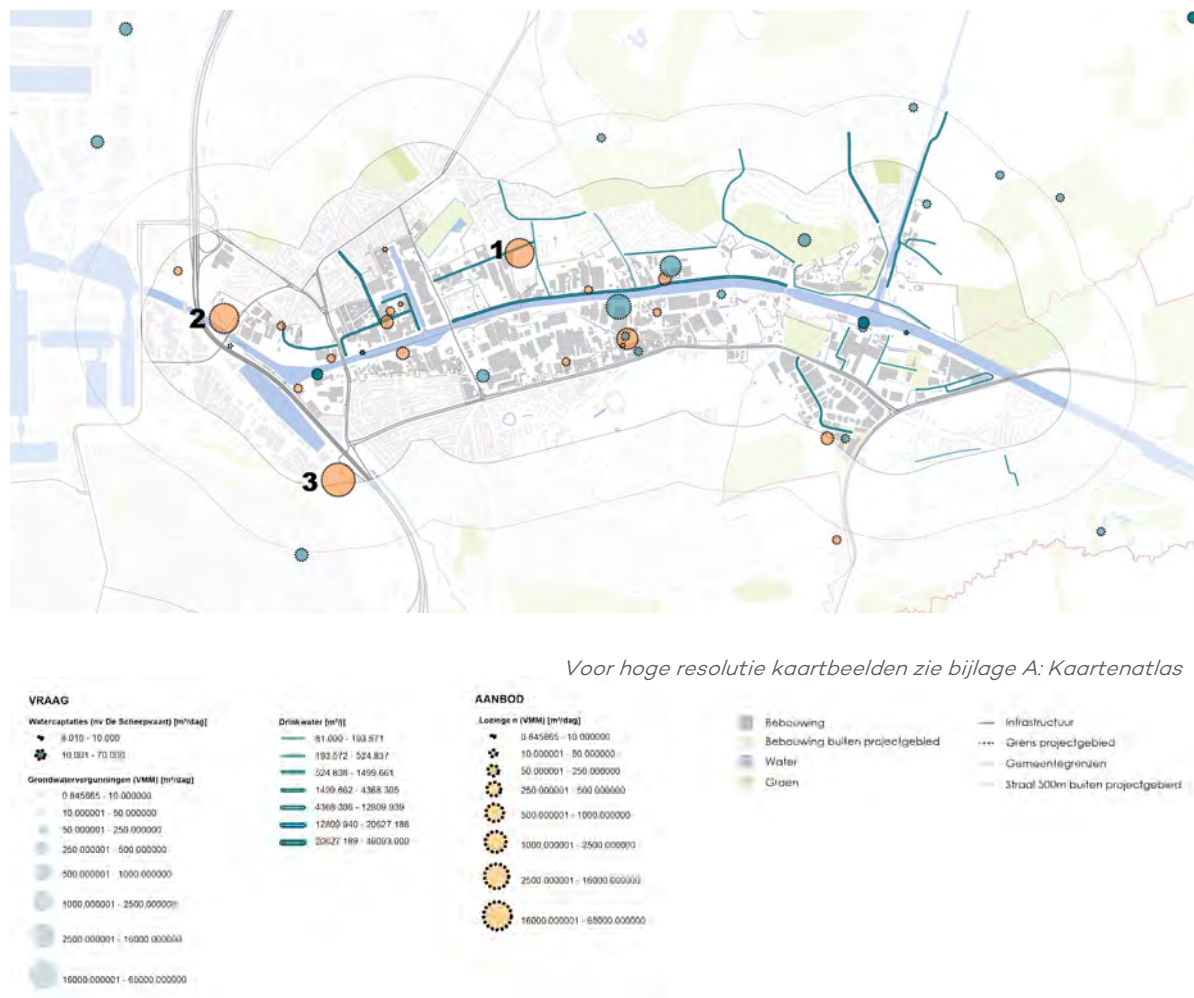 1
2
3
Voor hoge resolutie kaartbeelden zie bijlage A: Kaartenatlas
VRAAG
Watercaptaties (nv De Scheepvaart) [m³/dag]
6.010 - 10.000
10.001 - 70.000
Grondwatervergunningen (VMM) [m³/dag]
0.845865 - 10.000000
10.000001 - 50.000000
50.000001 - 250.000000
250.000001 - 500.000000
500.000001 - 1000.000000
1000.000001 - 2500.000000
2500.000001 - 16000.000000
16000.000001 - 65000.000000
Drinkwater
81.000 - 193.571
193.572 - 524.837
524.838 - 1499.661
1499.662 - 4368.305
4368.306 - 12809.939
12809.940 - 20627.188
20627.189 - 46093.000
AANBOD
Lozingen (VMM) [m³/dag]
0.845865 - 10.000000
10.000001 - 50.000000
50.000001 - 250.000000
250.000001 - 500.000000
500.000001 - 1000.000000
1000.000001 - 2500.000000
2500.000001 - 16000.000000
16000.000001 - 65000.000000
Bebouwing
Bebouwing buiten projectgebied
Water
Groen
Infrastructuur
Grens projectgebied
Gemeentegrenzen
Straal 500m buiten projectgebied